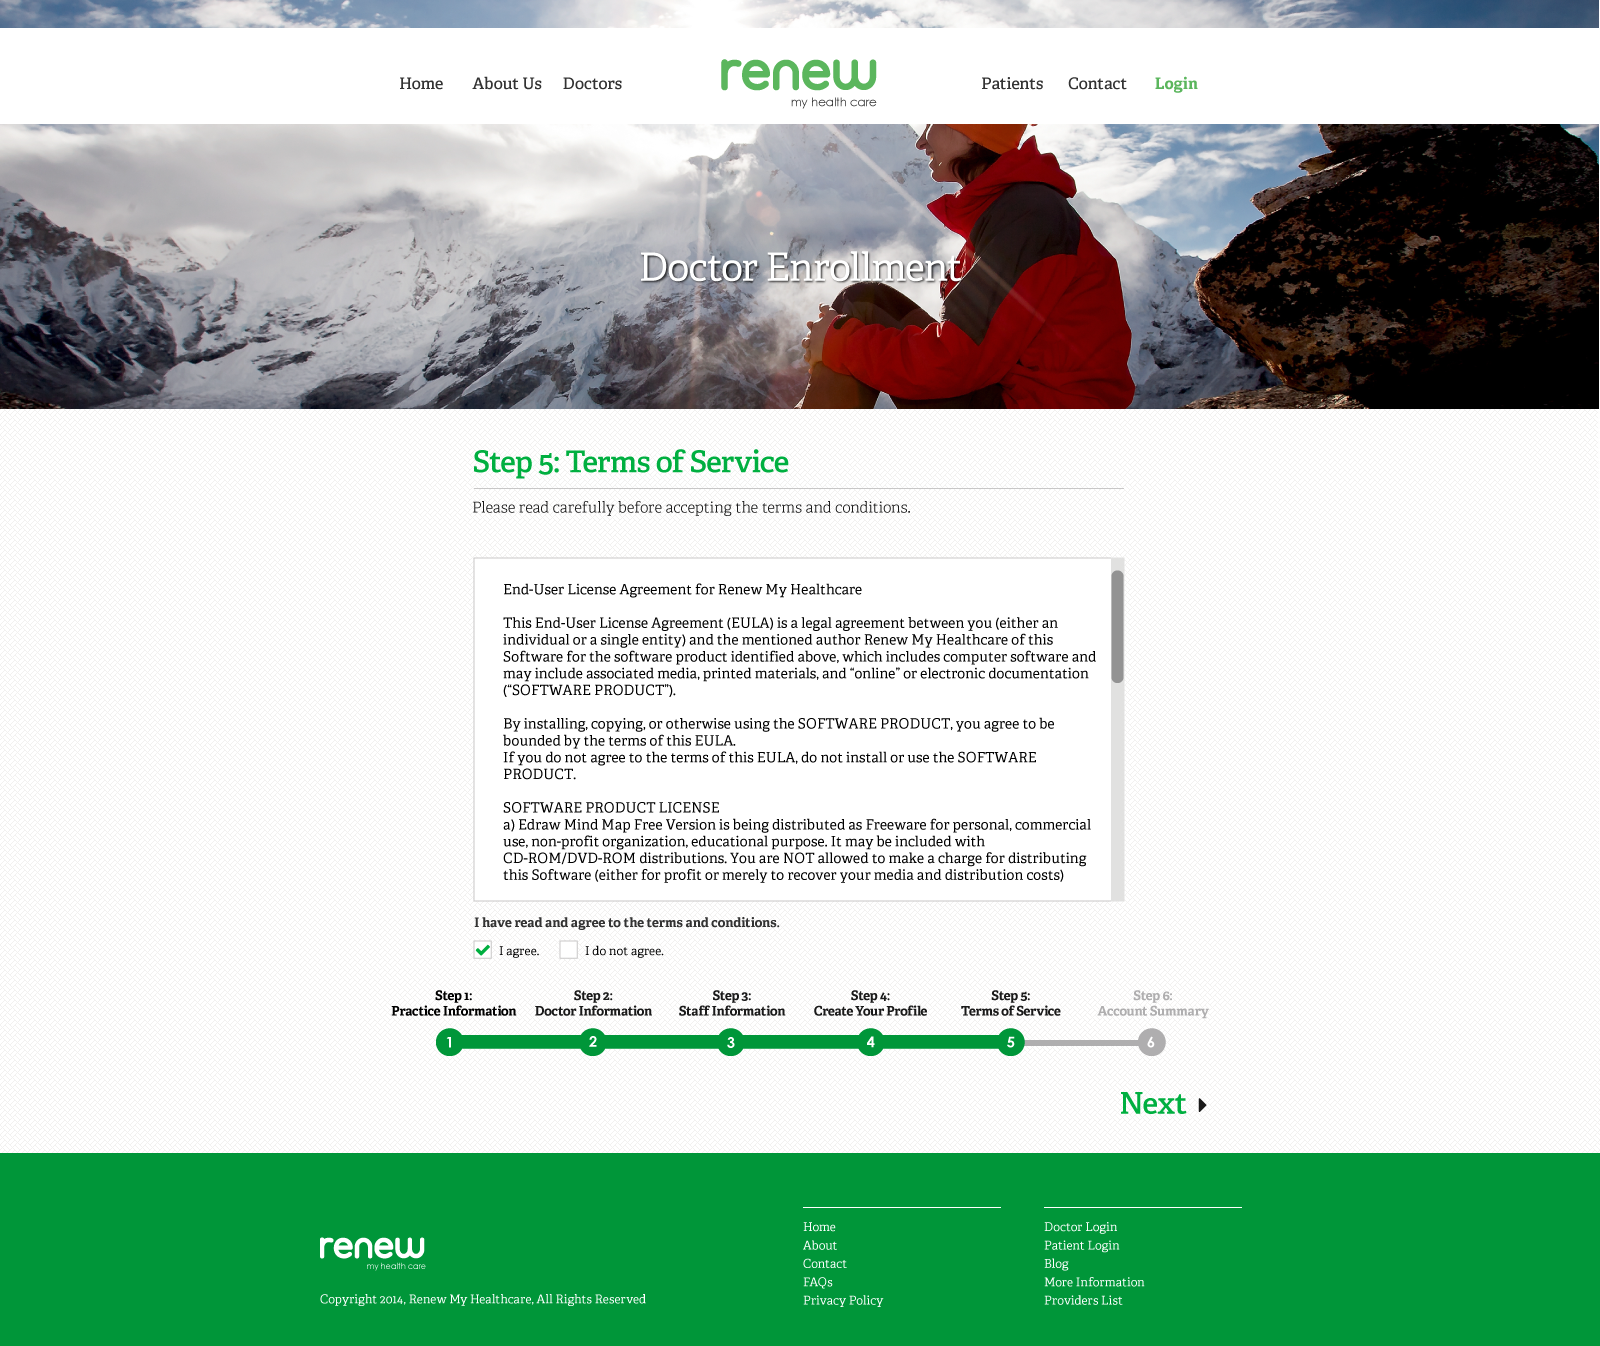 Home About Us Doctors renew Patients Contact Login
my health care
Doctor Enrollment
Step 5: Terms of Service
Please read carefully before accepting the terms and conditions.
End-User License Agreement for Renew My Healthcare
This End-User License Agreement (EULA) is a legal agreement between you (either an
individual or a single entity) and the mentioned author Renew My Healthcare of this
Software for the software product identified above, which includes computer software and
may include associated media, printed materials, and “online” or electronic documentation
(“SOFTWARE PRODUCT”).
By installing, copying, or otherwise using the SOFTWARE PRODUCT, you agree to be
bounded by the terms of this EULA.
If you do not agree to the terms of this EULA, do not install or use the SOFTWARE
PRODUCT.
SOFTWARE PRODUCT LICENSE
a) Edraw Mind Map Free Version is being distributed as Freeware for personal, commercial
use, non-profit organization, educational purpose. It may be included with
CD-ROM/DVD-ROM distributions. You are NOT allowed to make a charge for distributing
this Software (either for profit or merely to recover your media and distribution costs)
I have read and agree to the terms and conditions.
I agree. I do not agree.
Step 1: Step 2: Step 3: Step 4: Step 5: Step 6:
Practice Information Doctor Information Staff Information Create Your Profile Terms of Service Account Summary
1 2 3 4 5 6
Next
renew
my health care
Copyright 2014, Renew My Healthcare, All Rights Reserved
Home
About
Contact
FAQs
Privacy Policy
Doctor Login
Patient Login
Blog
More Information
Providers List